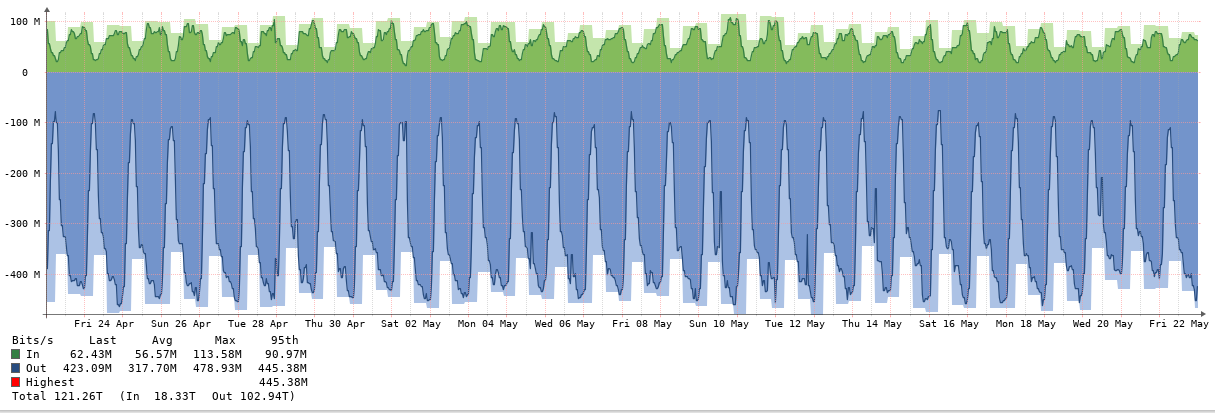 100 M
0
-100 M
-200 M
-300 M
-400 M
Fri 24 Apr Sun 26 Apr Tue 28 Apr Thu 30 Apr Sat 02 May Mon 04 May Wed 06 May Fri 08 May Sun 10 May Tue 12 May Thu 14 May Sat 16 May Mon 18 May Wed 20 May Fri 22 May
Bits/s Last Avg Max 95th
In 62.43M 56.57M 113.58M 90.97M
Out 423.09M 317.70M 478.93M 445.38M
Highest 445.38M
Total 121.26T (In 18.33T Out 102.94T)